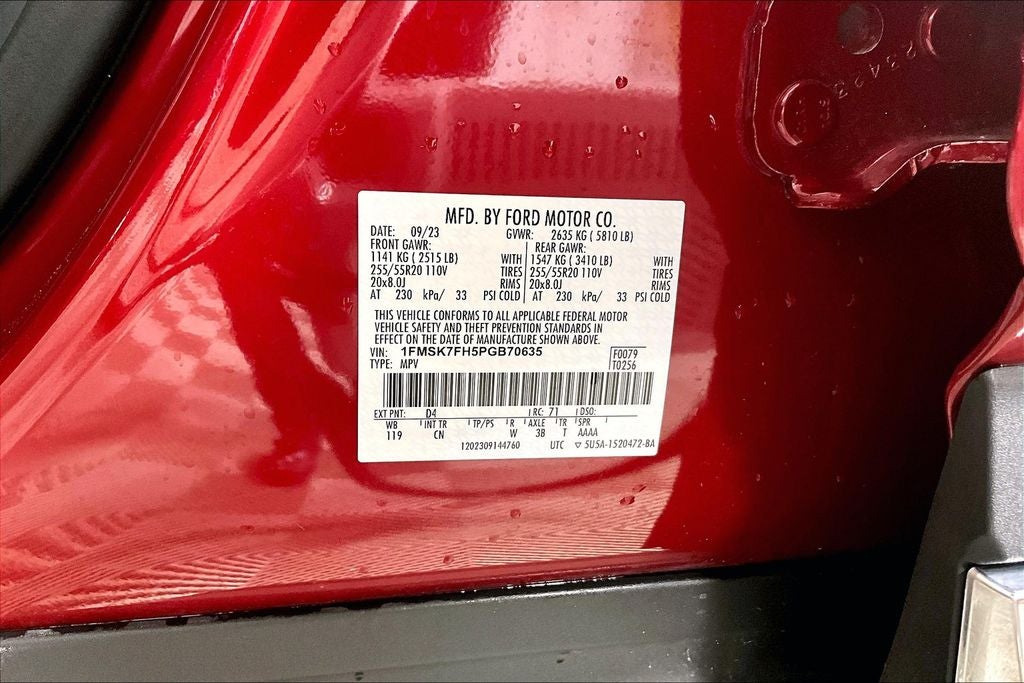 MFD. BY FORD MOTOR CO.
DATE: 09/23 GVWR: 2635 KG ( 5810 LB)
FRONT GAWR: REAR GAWR:
1141 KG ( 2515 LB) WITH 1547 KG ( 3410 LB) WITH
255/55R20 110V TIRES 255/55R20 110V TIRES
20x8.0J RIMS 20x8.0J RIMS
AT 230 kPa/ 33 PSI COLD AT 230 kPa/ 33 PSI COLD
THIS VEHICLE CONFORMS TO ALL APPLICABLE FEDERAL MOTOR
VEHICLE SAFETY AND THEFT PREVENTION STANDARDS IN
EFFECT ON THE DATE OF MANUFACTURE SHOWN ABOVE.
VIN: 1FMSK7FH5PGB70635 F0079
TYPE: MPV T0256
EXT PNT: D4 RC: 71 DSO:
WB INT TR TP/PS R AXLE TR SPR
119 CN W 3B T AAAA
1202309144760 UTC ▽ 5U5A-1520472-BA